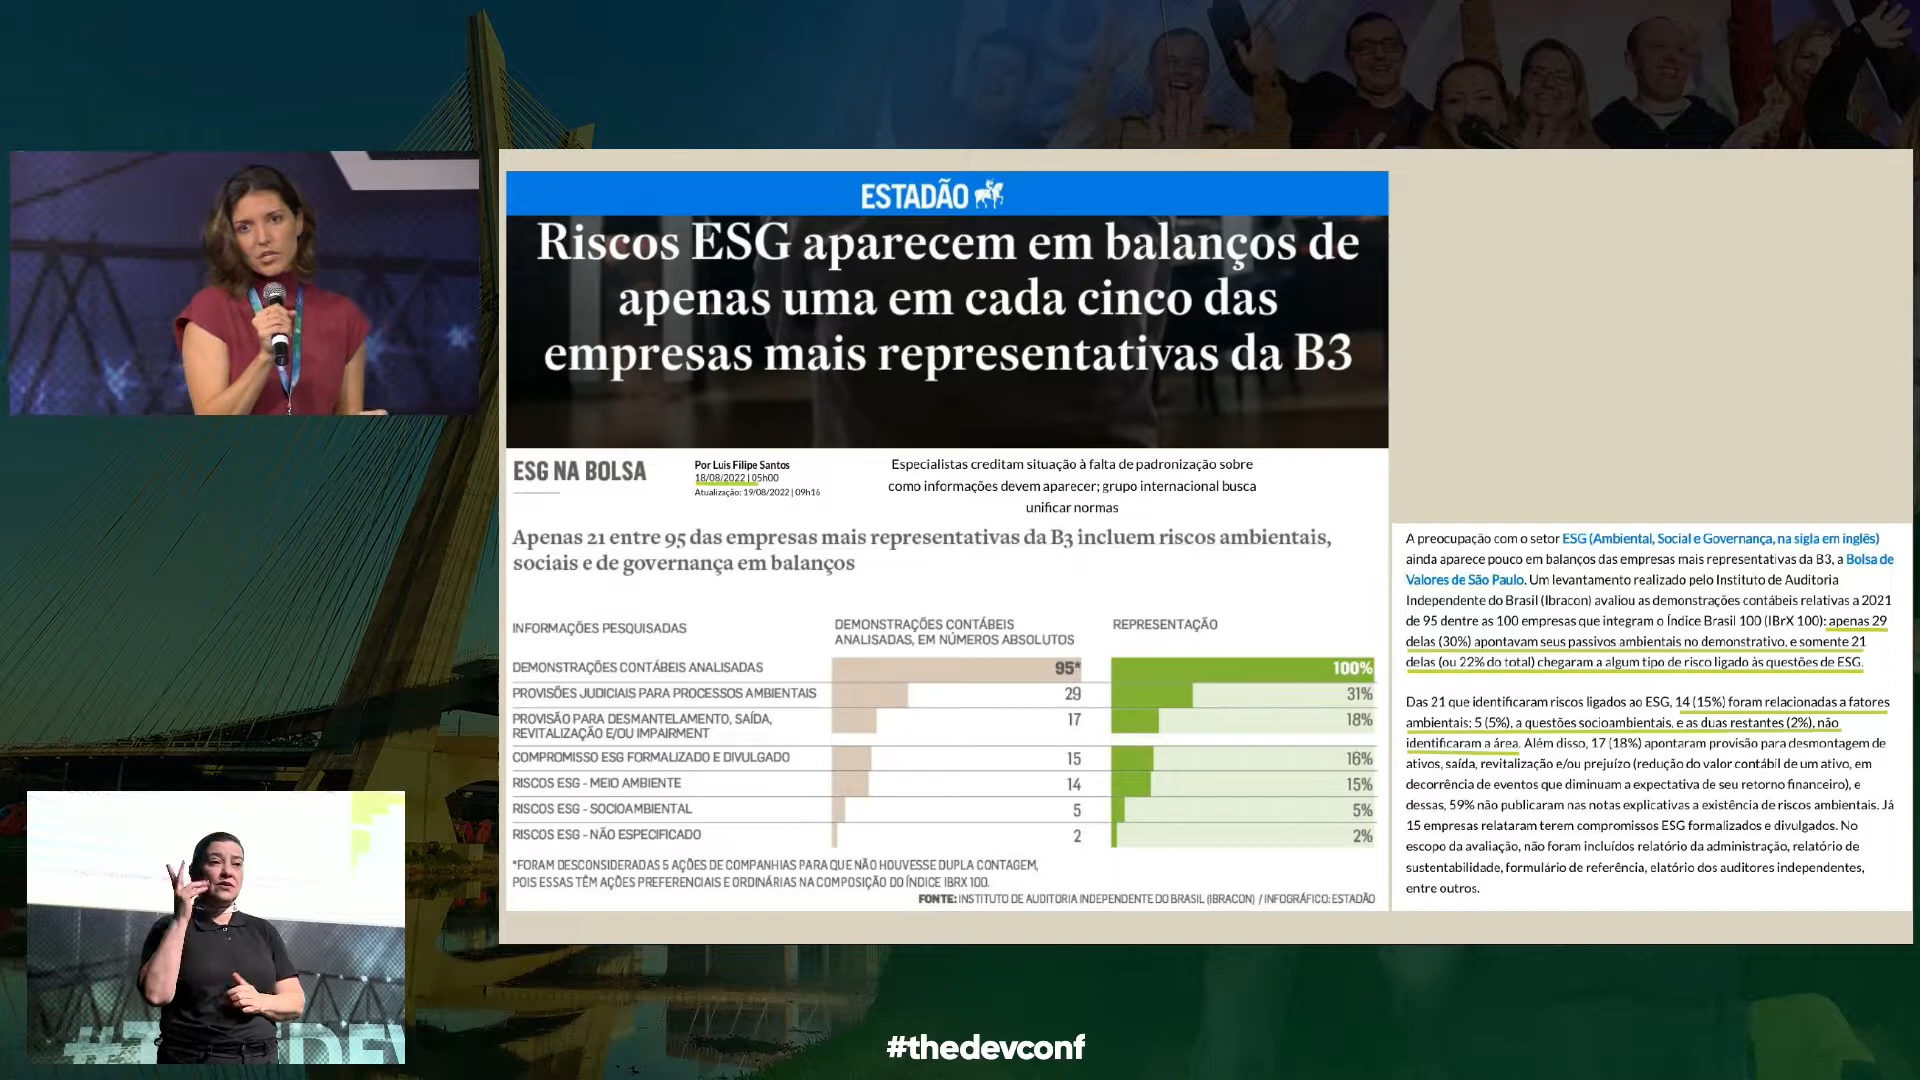 ESTADÃO
Riscos ESG aparecem em balanços de
apenas uma em cada cinco das
empresas mais representativas da B3
ESG NA BOLSA
Por Luis Filipe Santos
18/08/2022 | 05h00
Atualização: 19/08/2022 | 09h16
Especialistas creditam situação à falta de padronização sobre
como informações devem aparecer; grupo internacional busca
unificar normas
Apenas 21 entre 95 das empresas mais representativas da B3 incluem riscos ambientais,
sociais e de governança em balanços
INFORMAÇÕES PESQUISADAS
DEMONSTRAÇÕES CONTÁBEIS
ANALISADAS, EM NÚMEROS ABSOLUTOS
REPRESENTAÇÃO
DEMONSTRAÇÕES CONTÁBEIS ANALISADAS 95* 100%
PROVISÕES JUDICIAIS PARA PROCESSOS AMBIENTAIS 29 31%
PROVISÃO PARA DESMANTELAMENTO, SAÍDA, 17 18%
REVITALIZAÇÃO E/OU IMPAIRMENT
COMPROMISSO ESG FORMALIZADO E DIVULGADO 15 16%
RISCOS ESG - MEIO AMBIENTE 14 15%
RISCOS ESG - SOCIOAMBIENTAL 5 5%
RISCOS ESG - NÃO ESPECIFICADO 2 2%
*FORAM DESCONSIDERADAS 5 AÇÕES DE COMPANHIAS PARA QUE NÃO HOUVESSE DUPLA CONTAGEM,
POIS ESSAS TÊM AÇÕES PREFERENCIAIS E ORDINÁRIAS NA COMPOSIÇÃO DO ÍNDICE IBRX 100.
FONTE: INSTITUTO DE AUDITORIA INDEPENDENTE DO BRASIL (IBRACON) / INFOGRÁFICO: ESTADÃO
A preocupação com o setor ESG (Ambiental, Social e Governança, na sigla em inglês)
ainda aparece pouco em balanços das empresas mais representativas da B3, a Bolsa de
Valores de São Paulo. Um levantamento realizado pelo Instituto de Auditoria
Independente do Brasil (Ibracon) avaliou as demonstrações contábeis relativas a 2021
de 95 dentre as 100 empresas que integram o Índice Brasil 100 (IBrX 100): apenas 29
delas (30%) apontavam seus passivos ambientais no demonstrativo, e somente 21
delas (ou 22% do total) chegaram a algum tipo de risco ligado às questões de ESG.
Das 21 que identificaram riscos ligados ao ESG, 14 (15%) foram relacionadas a fatores
ambientais; 5 (5%), a questões socioambientais, e as duas restantes (2%), não
identificaram a área. Além disso, 17 (18%) apontaram provisão para desmontagem de
ativos, saída, revitalização e/ou prejuízo (redução do valor contábil de um ativo, em
decorrência de eventos que diminuam a expectativa de seu retorno financeiro), e
dessas, 59% não publicaram nas notas explicativas a existência de riscos ambientais. Já
15 empresas relataram terem compromissos ESG formalizados e divulgados. No
escopo da avaliação, não foram incluídos relatório da administração, relatório de
sustentabilidade, formulário de referência, elatório dos auditores independentes,
entre outros.
#thedevconf